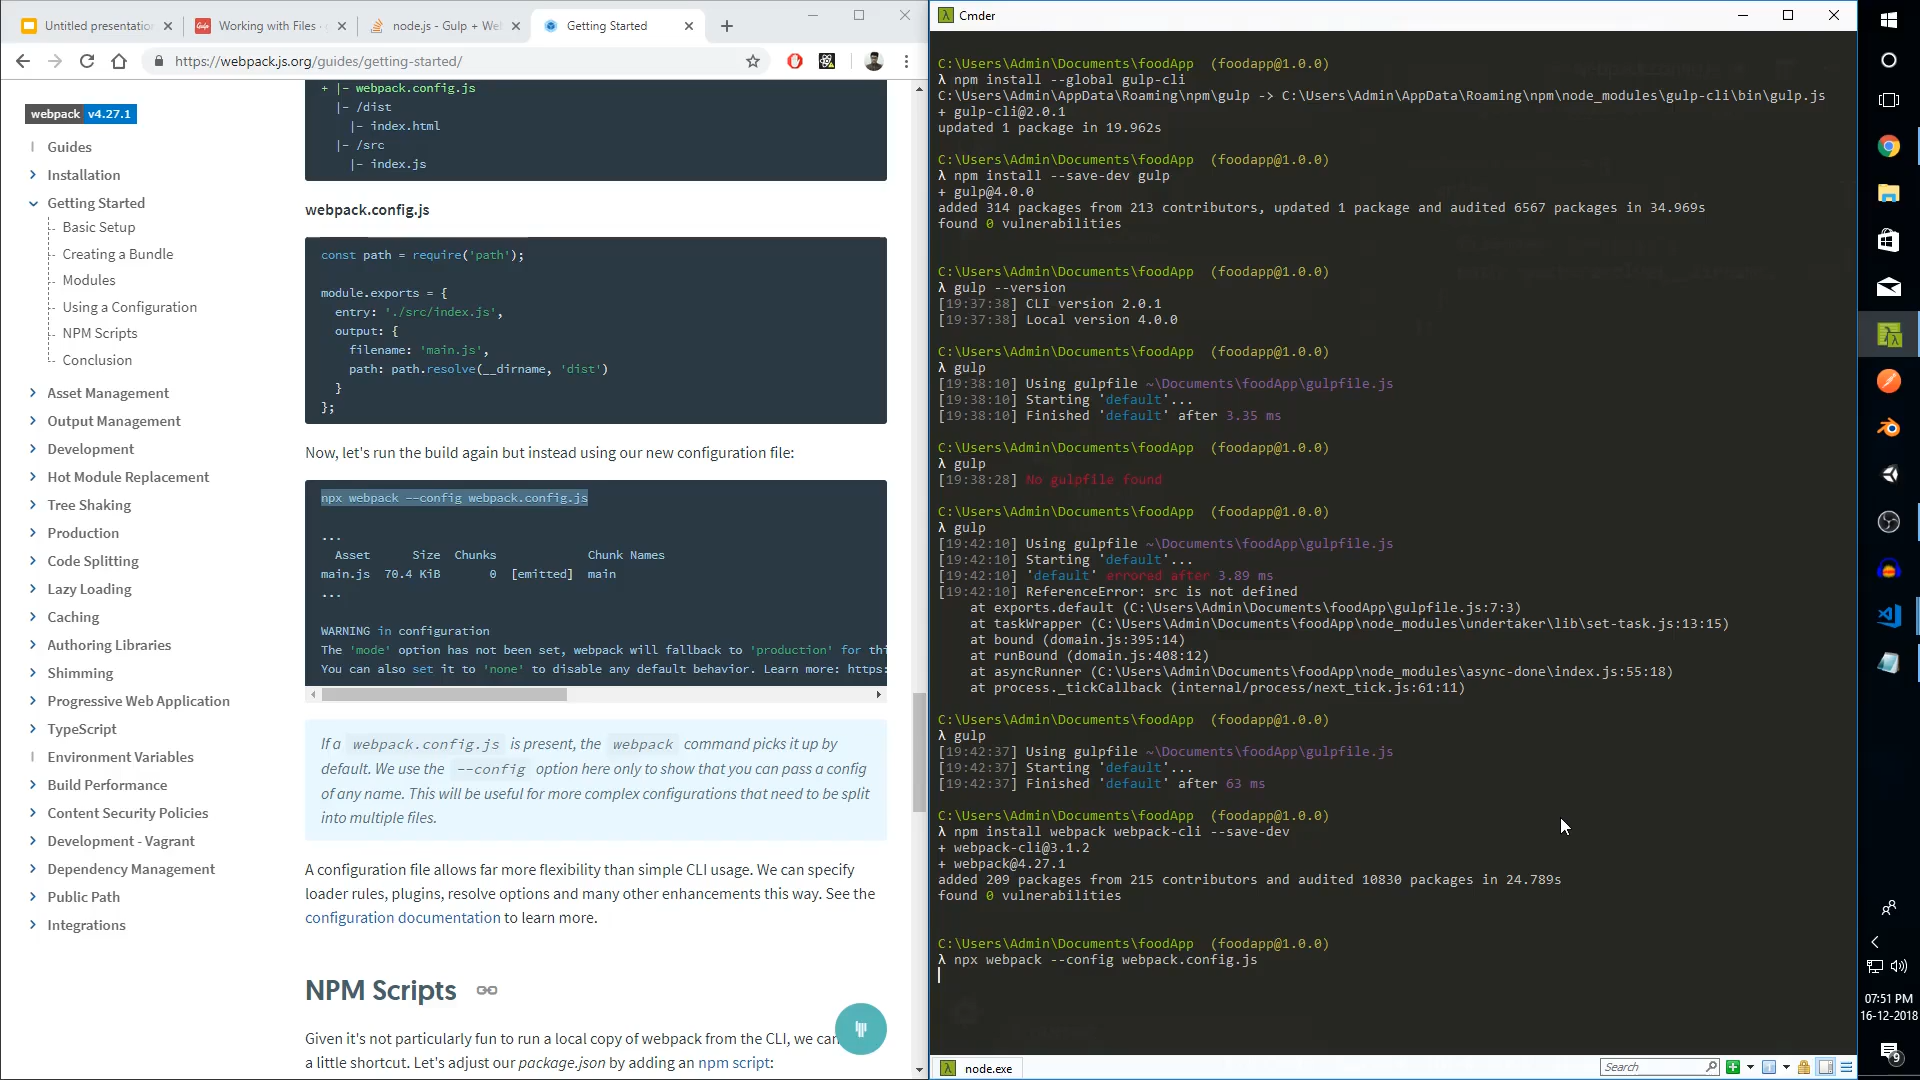 Untitled presentation
Working with Files -
node.js - Gulp + We
Getting Started
https://webpack.js.org/guides/getting-started/
webpack v4.27.1
Guides
Installation
Getting Started
Basic Setup
Creating a Bundle
Modules
Using a Configuration
NPM Scripts
Conclusion
Asset Management
Output Management
Development
Hot Module Replacement
Tree Shaking
Production
Code Splitting
Lazy Loading
Caching
Authoring Libraries
Shimming
Progressive Web Application
TypeScript
Environment Variables
Build Performance
Content Security Policies
Development - Vagrant
Dependency Management
Public Path
Integrations
+ |- webpack.config.js
|- /dist
|- index.html
|- /src
|- index.js
webpack.config.js
const path = require('path');
module.exports = {
entry: './src/index.js',
output: {
filename: 'main.js',
path: path.resolve(__dirname, 'dist')
}
};
Now, let's run the build again but instead using our new configuration file:
npx webpack --config webpack.config.js
...
Asset Size Chunks Chunk Names
main.js 70.4 KiB 0 [emitted] main
...
WARNING in configuration
The 'mode' option has not been set, webpack will fallback to 'production' for thi
You can also set it to 'none' to disable any default behavior. Learn more: https:
If a webpack.config.js is present, the webpack command picks it up by
default. We use the --config option here only to show that you can pass a config
of any name. This will be useful for more complex configurations that need to be split
into multiple files.
A configuration file allows far more flexibility than simple CLI usage. We can specify
loader rules, plugins, resolve options and many other enhancements this way. See the
configuration documentation to learn more.
NPM Scripts
Given it's not particularly fun to run a local copy of webpack from the CLI, we can
a little shortcut. Let's adjust our package.json by adding an npm script:
Cmder
C:\Users\Admin\Documents\foodApp (foodapp@1.0.0)
λ npm install --global gulp-cli
C:\Users\Admin\AppData\Roaming\npm\gulp -> C:\Users\Admin\AppData\Roaming\npm\node_modules\gulp-cli\bin\gulp.js
+ gulp-cli@2.0.1
updated 1 package in 19.962s
C:\Users\Admin\Documents\foodApp (foodapp@1.0.0)
λ npm install --save-dev gulp
+ gulp@4.0.0
added 314 packages from 213 contributors, updated 1 package and audited 6567 packages in 34.969s
found 0 vulnerabilities
C:\Users\Admin\Documents\foodApp (foodapp@1.0.0)
λ gulp --version
[19:37:38] CLI version 2.0.1
[19:37:38] Local version 4.0.0
C:\Users\Admin\Documents\foodApp (foodapp@1.0.0)
λ gulp
[19:38:10] Using gulpfile ~\Documents\foodApp\gulpfile.js
[19:38:10] Starting 'default'...
[19:38:10] Finished 'default' after 3.35 ms
C:\Users\Admin\Documents\foodApp (foodapp@1.0.0)
λ gulp
[19:38:28] No gulpfile found
C:\Users\Admin\Documents\foodApp (foodapp@1.0.0)
λ gulp
[19:42:10] Using gulpfile ~\Documents\foodApp\gulpfile.js
[19:42:10] Starting 'default'...
[19:42:10] 'default' errored after 3.89 ms
[19:42:10] ReferenceError: src is not defined
at exports.default (C:\Users\Admin\Documents\foodApp\gulpfile.js:7:3)
at taskWrapper (C:\Users\Admin\Documents\foodApp\node_modules\undertaker\lib\set-task.js:13:15)
at bound (domain.js:395:14)
at runBound (domain.js:408:12)
at asyncRunner (C:\Users\Admin\Documents\foodApp\node_modules\async-done\index.js:55:18)
at process._tickCallback (internal/process/next_tick.js:61:11)
C:\Users\Admin\Documents\foodApp (foodapp@1.0.0)
λ gulp
[19:42:37] Using gulpfile ~\Documents\foodApp\gulpfile.js
[19:42:37] Starting 'default'...
[19:42:37] Finished 'default' after 63 ms
C:\Users\Admin\Documents\foodApp (foodapp@1.0.0)
λ npm install webpack webpack-cli --save-dev
+ webpack-cli@3.1.2
+ webpack@4.27.1
added 209 packages from 215 contributors and audited 10830 packages in 24.789s
found 0 vulnerabilities
C:\Users\Admin\Documents\foodApp (foodapp@1.0.0)
λ npx webpack --config webpack.config.js
node.exe
Search
07:51 PM
16-12-2018
9